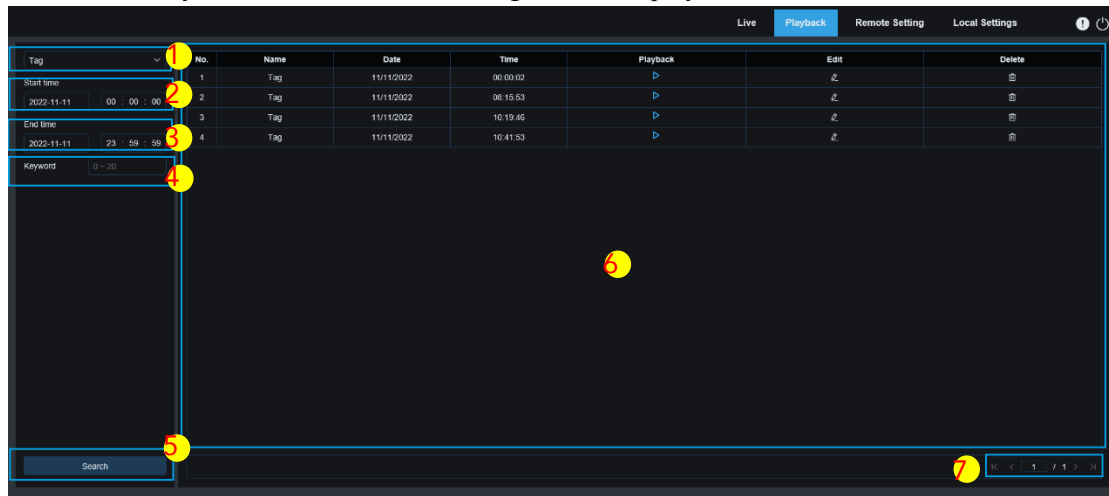 Live Playback Remote Setting Local Settings
Tag 1
No. Name Date Time Playback Edit Delete
1 Tag 11/11/2022 00:00:02
Start time
2022-11-11 00 : 00 : 00 2
2 Tag 11/11/2022 08:15:53
3 Tag 11/11/2022 10:19:46
End time
2022-11-11 23 : 59 : 59 3
4 Tag 11/11/2022 10:41:53
Keyword 0 ~ 20 4
6
5
Search
7 1 / 1